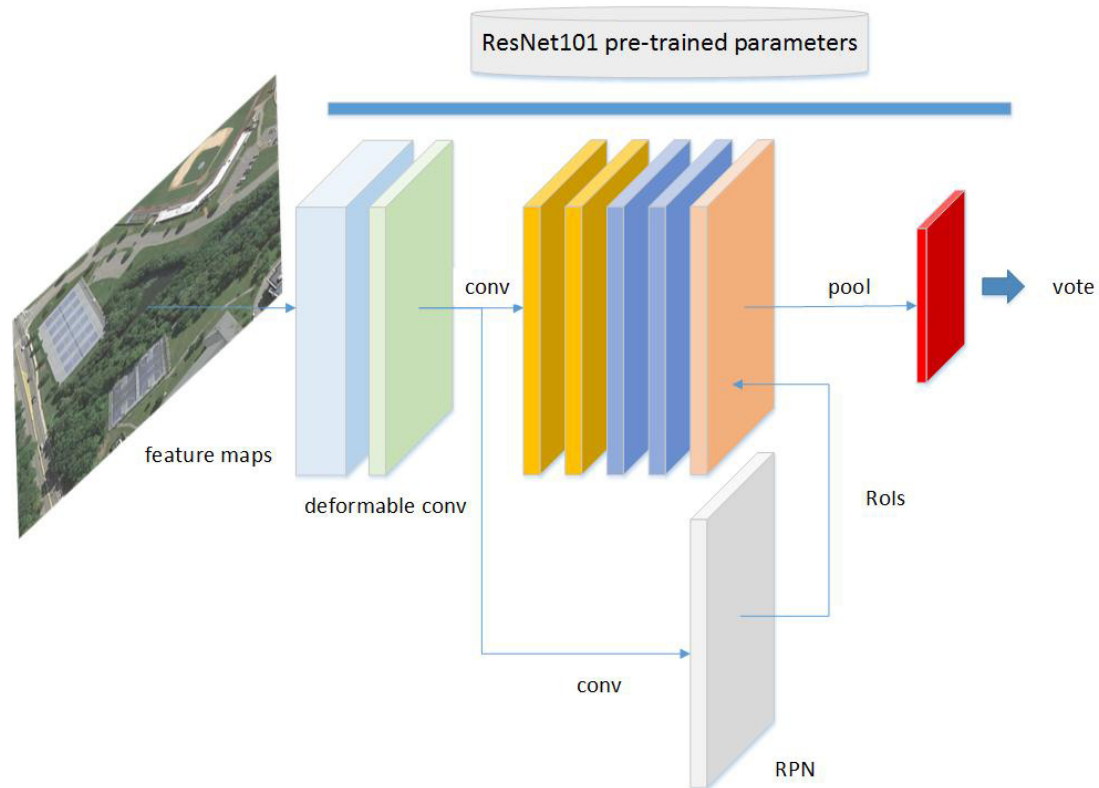 ResNet101 pre-trained parameters
conv
pool
vote
feature maps
deformable conv
RoIs
conv
RPN